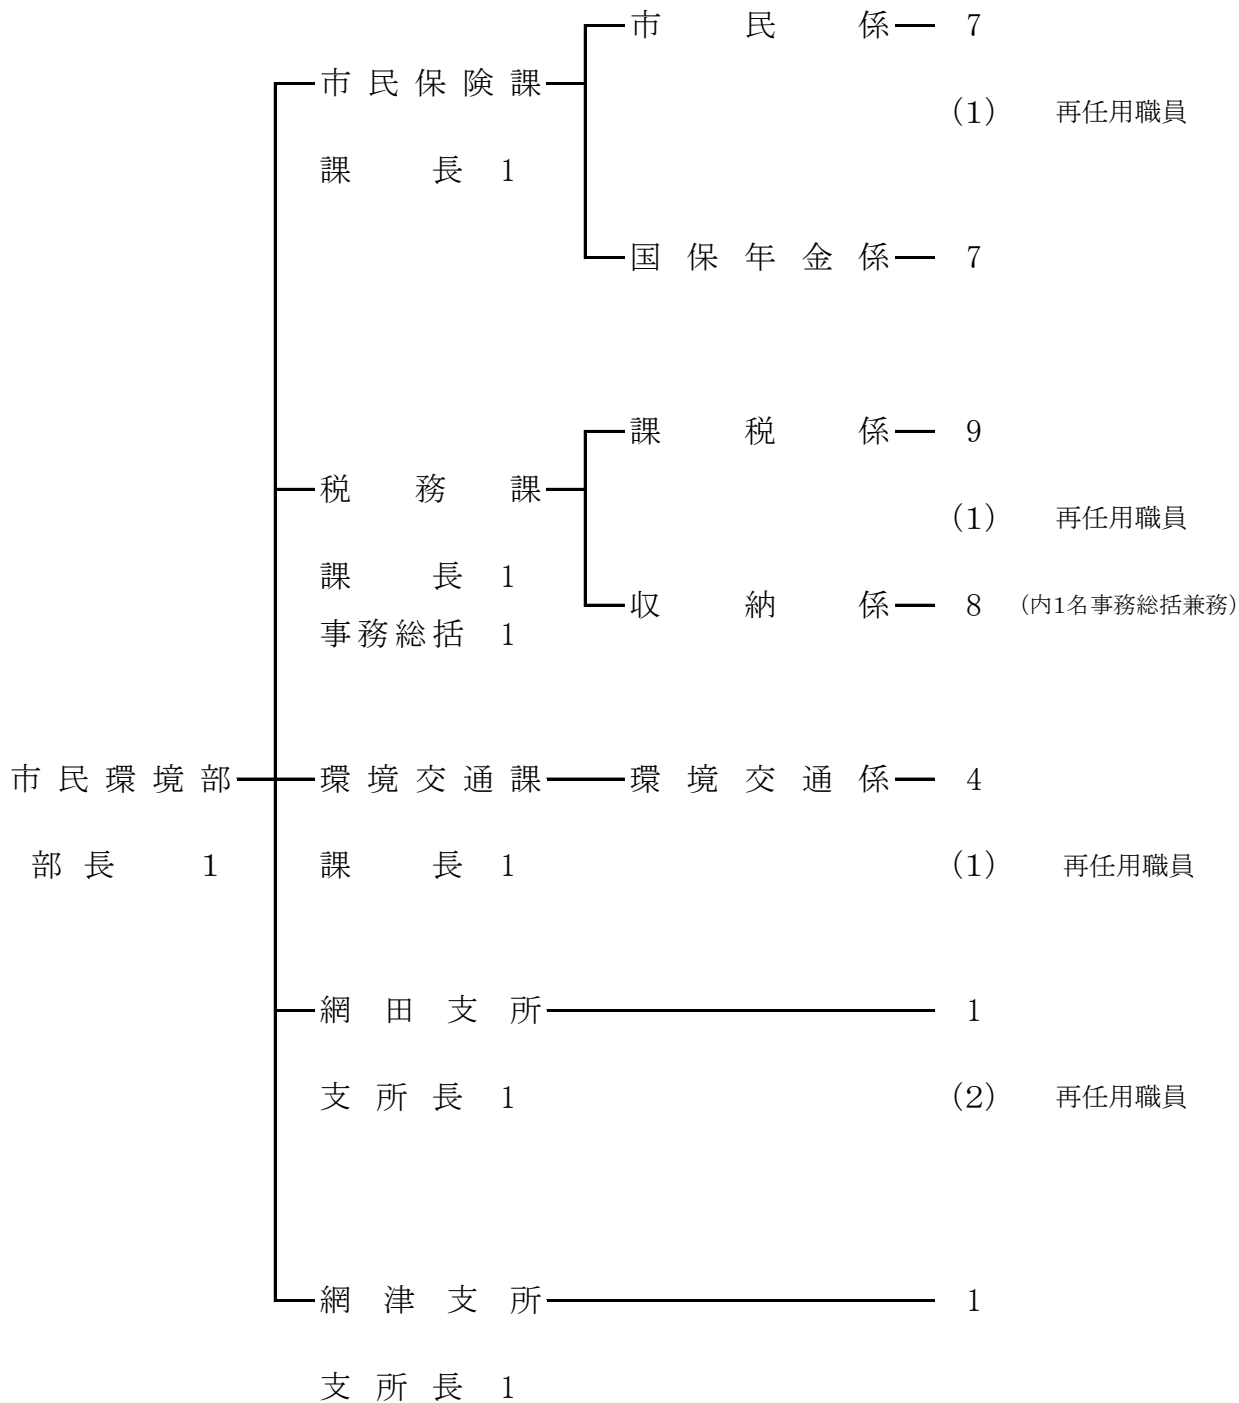 市民係 7
市民保険課
(1) 再任用職員
課長 1
国保年金係 7
課税係 9
税務課
(1) 再任用職員
課長 1
収納係 8 (内1名事務総括兼務)
事務総括 1
市民環境部 環境交通課 環境交通係 4
部長 1 課長 1 (1) 再任用職員
網田支所 1
支所長 1 (2) 再任用職員
網津支所 1
支所長 1